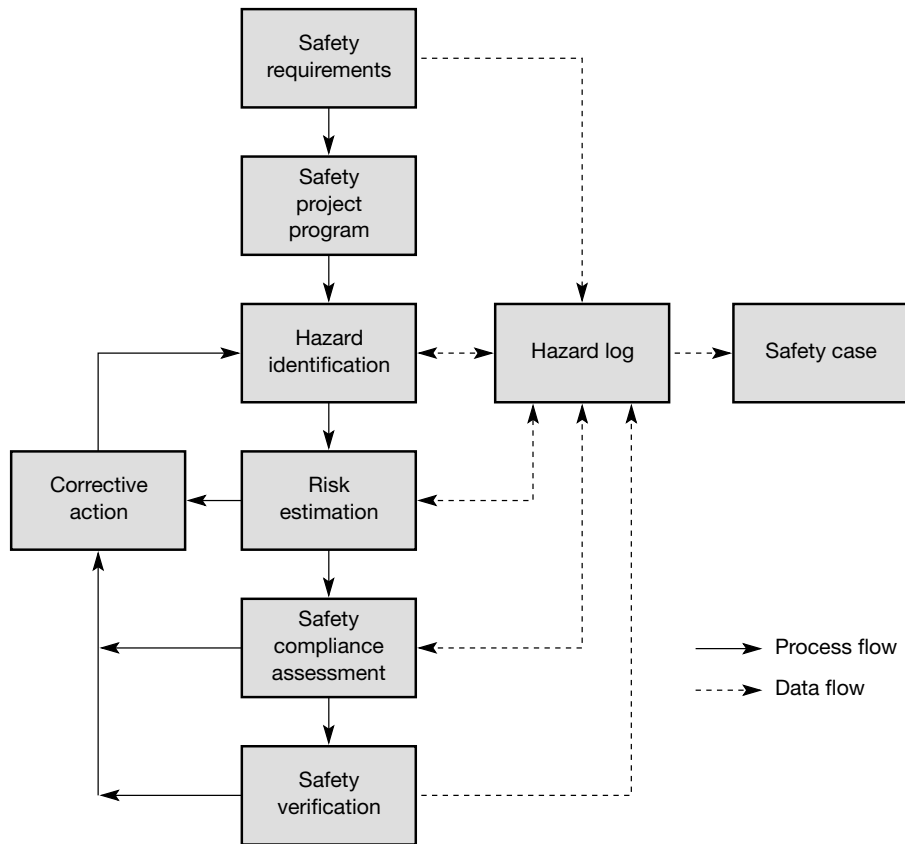 Safety
requirements
Safety
project
program
Hazard
identification
Hazard log
Safety case
Corrective
action
Risk
estimation
Safety
compliance
assessment
Process flow
Data flow
Safety
verification